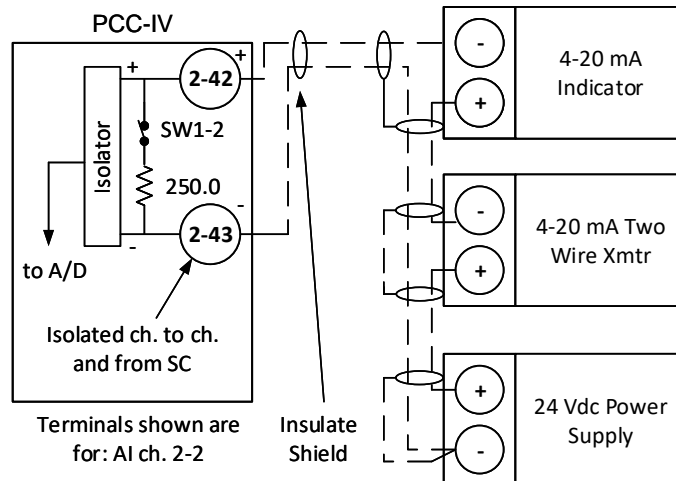 PCC-IV
+
2-42
+
SW1-2
Isolator
250.0
-
2-43
-
to A/D
Isolated ch. to ch.
and from SC
Terminals shown are
for: AI ch. 2-2
Insulate
Shield
-
+
4-20 mA
Indicator
-
+
4-20 mA Two
Wire Xmtr
+
-
24 Vdc Power
Supply